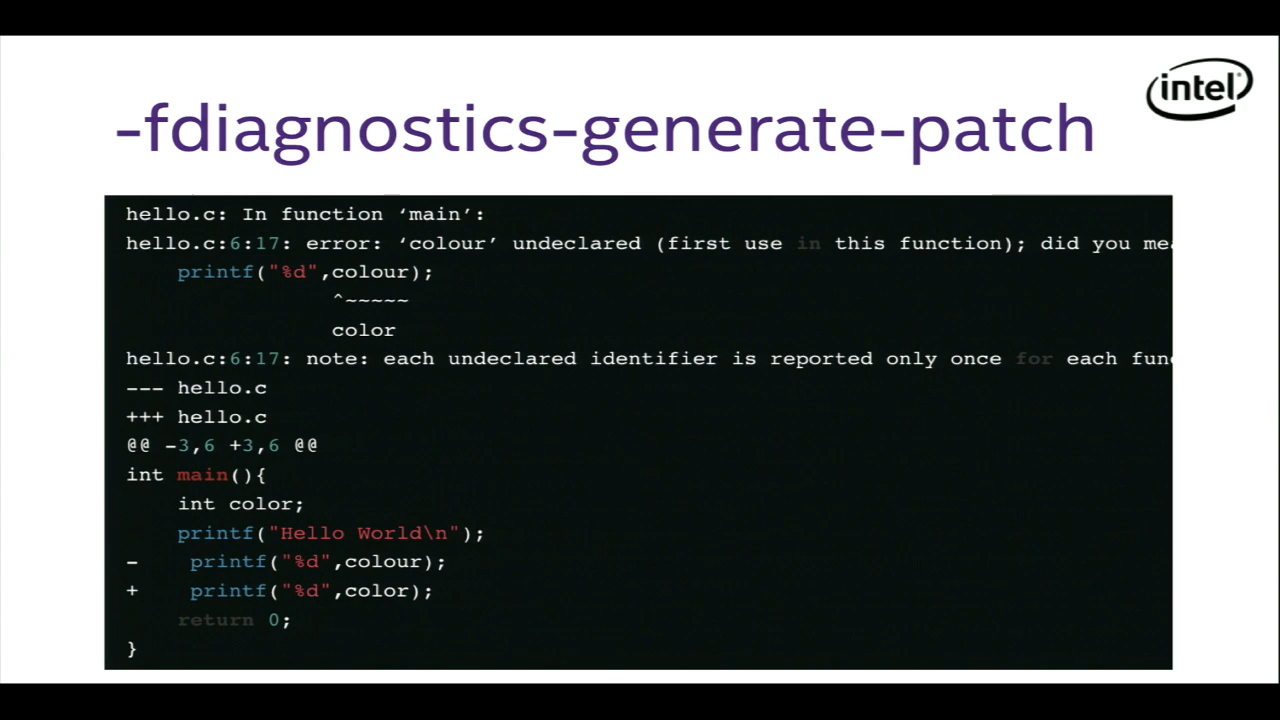 intel
-fdiagnostics-generate-patch
hello.c: In function ‘main’:
hello.c:6:17: error: ‘colour’ undeclared (first use in this function); did you mea
    printf("%d",colour);
                ^~~~~~
                color
hello.c:6:17: note: each undeclared identifier is reported only once for each func
--- hello.c
+++ hello.c
@@ -3,6 +3,6 @@
int main(){
    int color;
    printf("Hello World\n");
-    printf("%d",colour);
+    printf("%d",color);
    return 0;
}